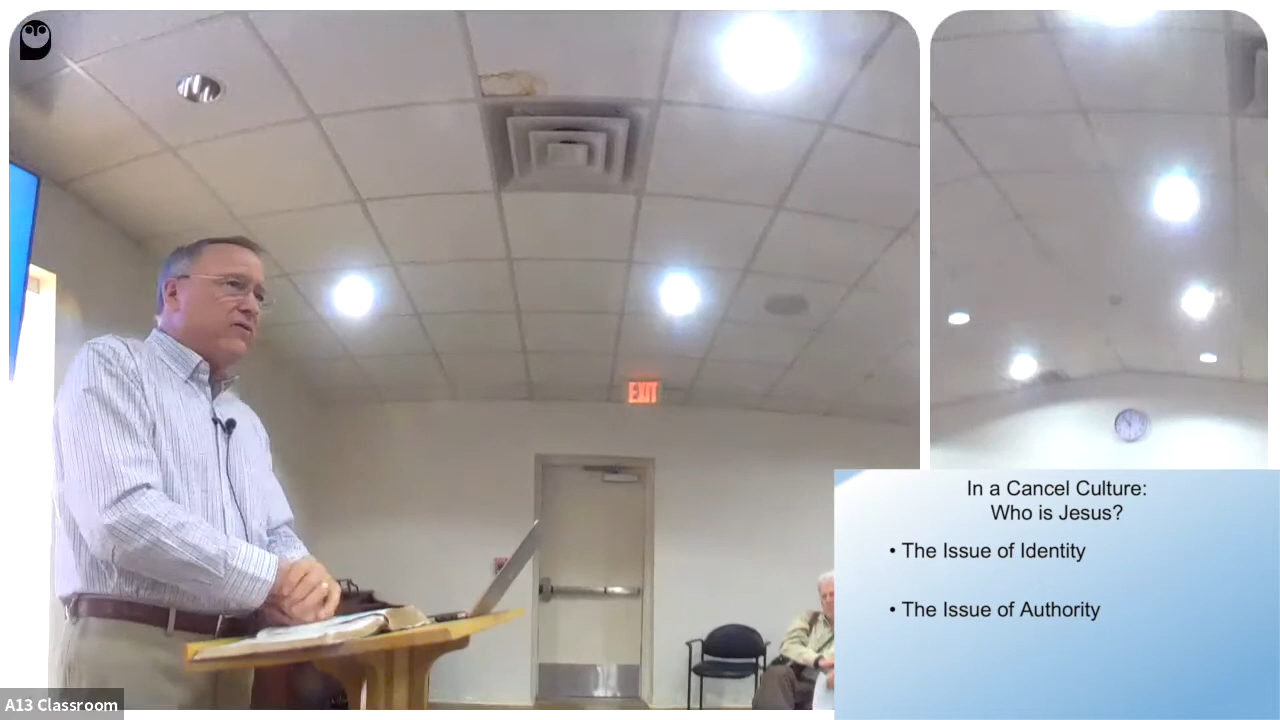 EXIT
In a Cancel Culture:
Who is Jesus?
• The Issue of Identity
• The Issue of Authority
A13 Classroom